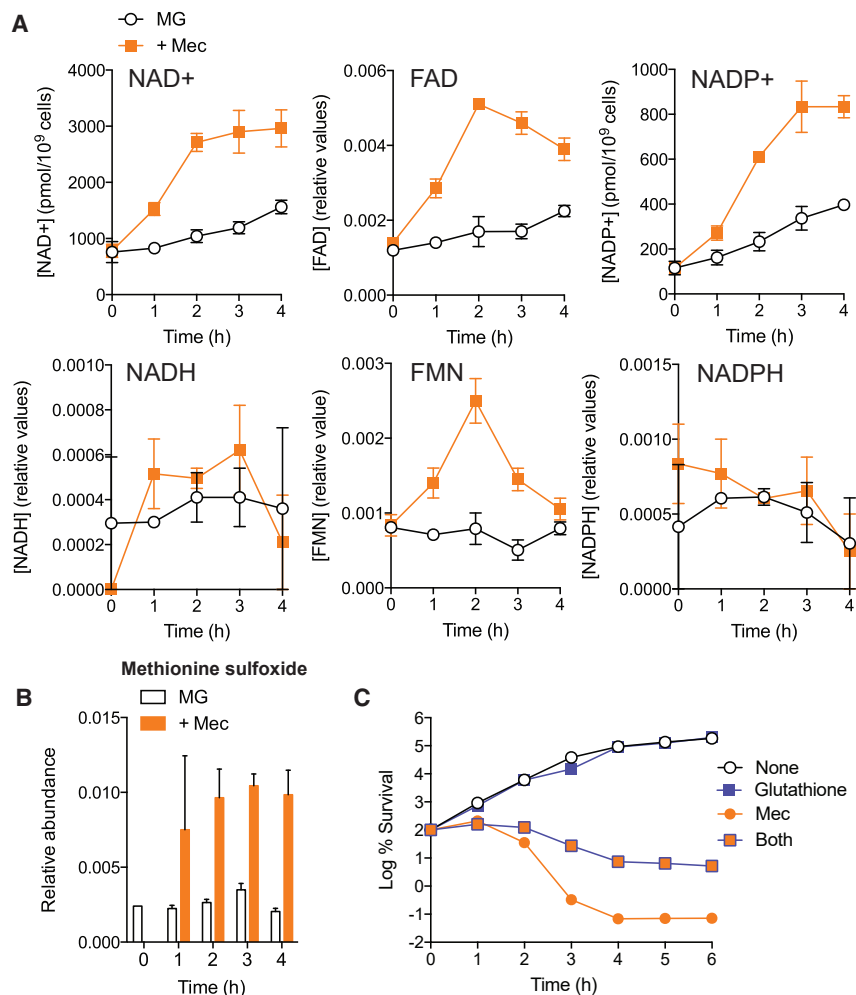 A
MG
+ Mec
NAD+
[NAD+] (pmol/10⁹ cells)
4000
3000
2000
1000
0
0 1 2 3 4
Time (h)
FAD
[FAD] (relative values)
0.006
0.004
0.002
0.000
0 1 2 3 4
Time (h)
NADP+
[NADP+] (pmol/10⁹ cells)
1000
800
600
400
200
0
0 1 2 3 4
Time (h)
NADH
[NADH] (relative values)
0.0010
0.0008
0.0006
0.0004
0.0002
0.0000
0 1 2 3 4
Time (h)
FMN
[FMN] (relative value)
0.003
0.002
0.001
0.000
0 1 2 3 4
Time (h)
NADPH
[NADPH] (relative values)
0.0015
0.0010
0.0005
0.0000
0 1 2 3 4
Time (h)
B
Methionine sulfoxide
MG
+ Mec
Relative abundance
0.015
0.010
0.005
0.000
0 1 2 3 4
Time (h)
C
Log % Survival
6
5
4
3
2
1
0
-1
-2
0 1 2 3 4 5 6
Time (h)
None
Glutathione
Mec
Both